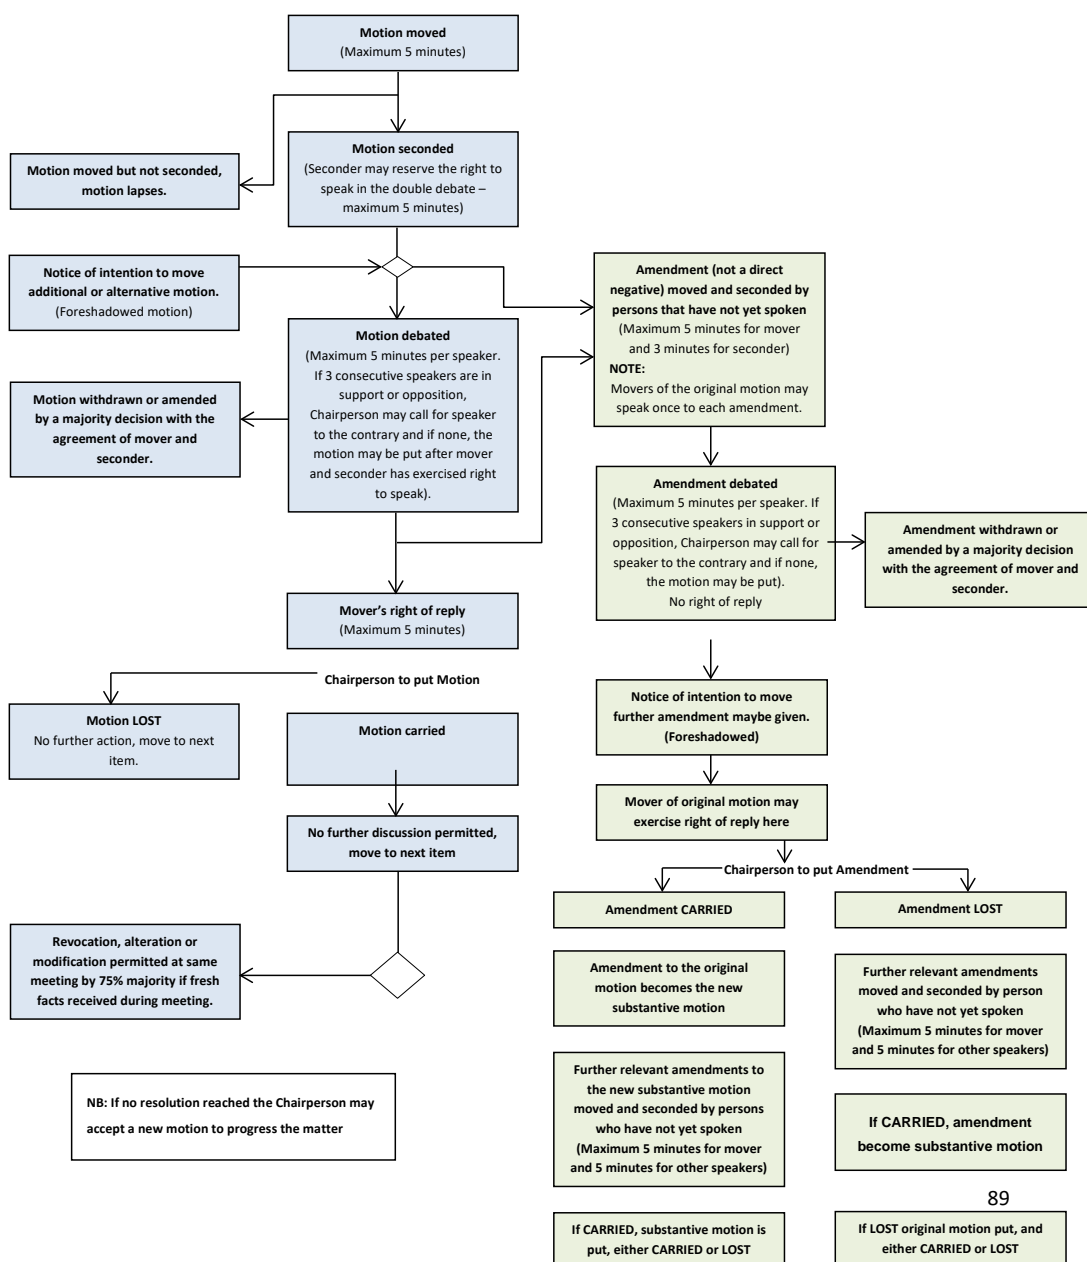 Motion moved
(Maximum 5 minutes)
Motion seconded
(Seconder may reserve the right to
speak in the double debate –
maximum 5 minutes)
Motion moved but not seconded,
motion lapses.
Notice of intention to move
additional or alternative motion.
(Foreshadowed motion)
Motion debated
(Maximum 5 minutes per speaker.
If 3 consecutive speakers are in
support or opposition,
Chairperson may call for speaker
to the contrary and if none, the
motion may be put after mover
and seconder has exercised right
to speak).
Motion withdrawn or amended
by a majority decision with the
agreement of mover and
seconder.
Mover’s right of reply
(Maximum 5 minutes)
Chairperson to put Motion
Motion LOST
No further action, move to next
item.
Motion carried
No further discussion permitted,
move to next item
Revocation, alteration or
modification permitted at same
meeting by 75% majority if fresh
facts received during meeting.
NB: If no resolution reached the Chairperson may
accept a new motion to progress the matter
Amendment (not a direct
negative) moved and seconded by
persons that have not yet spoken
(Maximum 5 minutes for mover
and 3 minutes for seconder)
NOTE:
Movers of the original motion may
speak once to each amendment.
Amendment debated
(Maximum 5 minutes per speaker. If
3 consecutive speakers in support or
opposition, Chairperson may call for
speaker to the contrary and if none,
the motion may be put).
No right of reply
Amendment withdrawn or
amended by a majority decision
with the agreement of mover and
seconder.
Notice of intention to move
further amendment maybe given.
(Foreshadowed)
Mover of original motion may
exercise right of reply here
Chairperson to put Amendment
Amendment CARRIED
Amendment to the original
motion becomes the new
substantive motion
Further relevant amendments to
the new substantive motion
moved and seconded by persons
who have not yet spoken
(Maximum 5 minutes for mover
and 5 minutes for other speakers)
If CARRIED, substantive motion is
put, either CARRIED or LOST
Amendment LOST
Further relevant amendments
moved and seconded by person
who have not yet spoken
(Maximum 5 minutes for mover
and 5 minutes for other speakers)
If CARRIED, amendment
become substantive motion
89
If LOST original motion put, and
either CARRIED or LOST